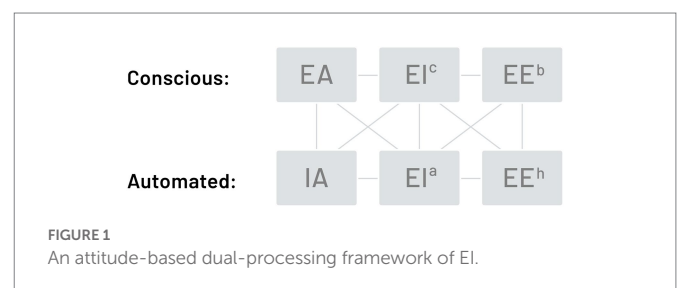 Conscious: EA EIᶜ EEᵇ
Automated: IA EIᵃ EEʰ
FIGURE 1
An attitude-based dual-processing framework of EI.